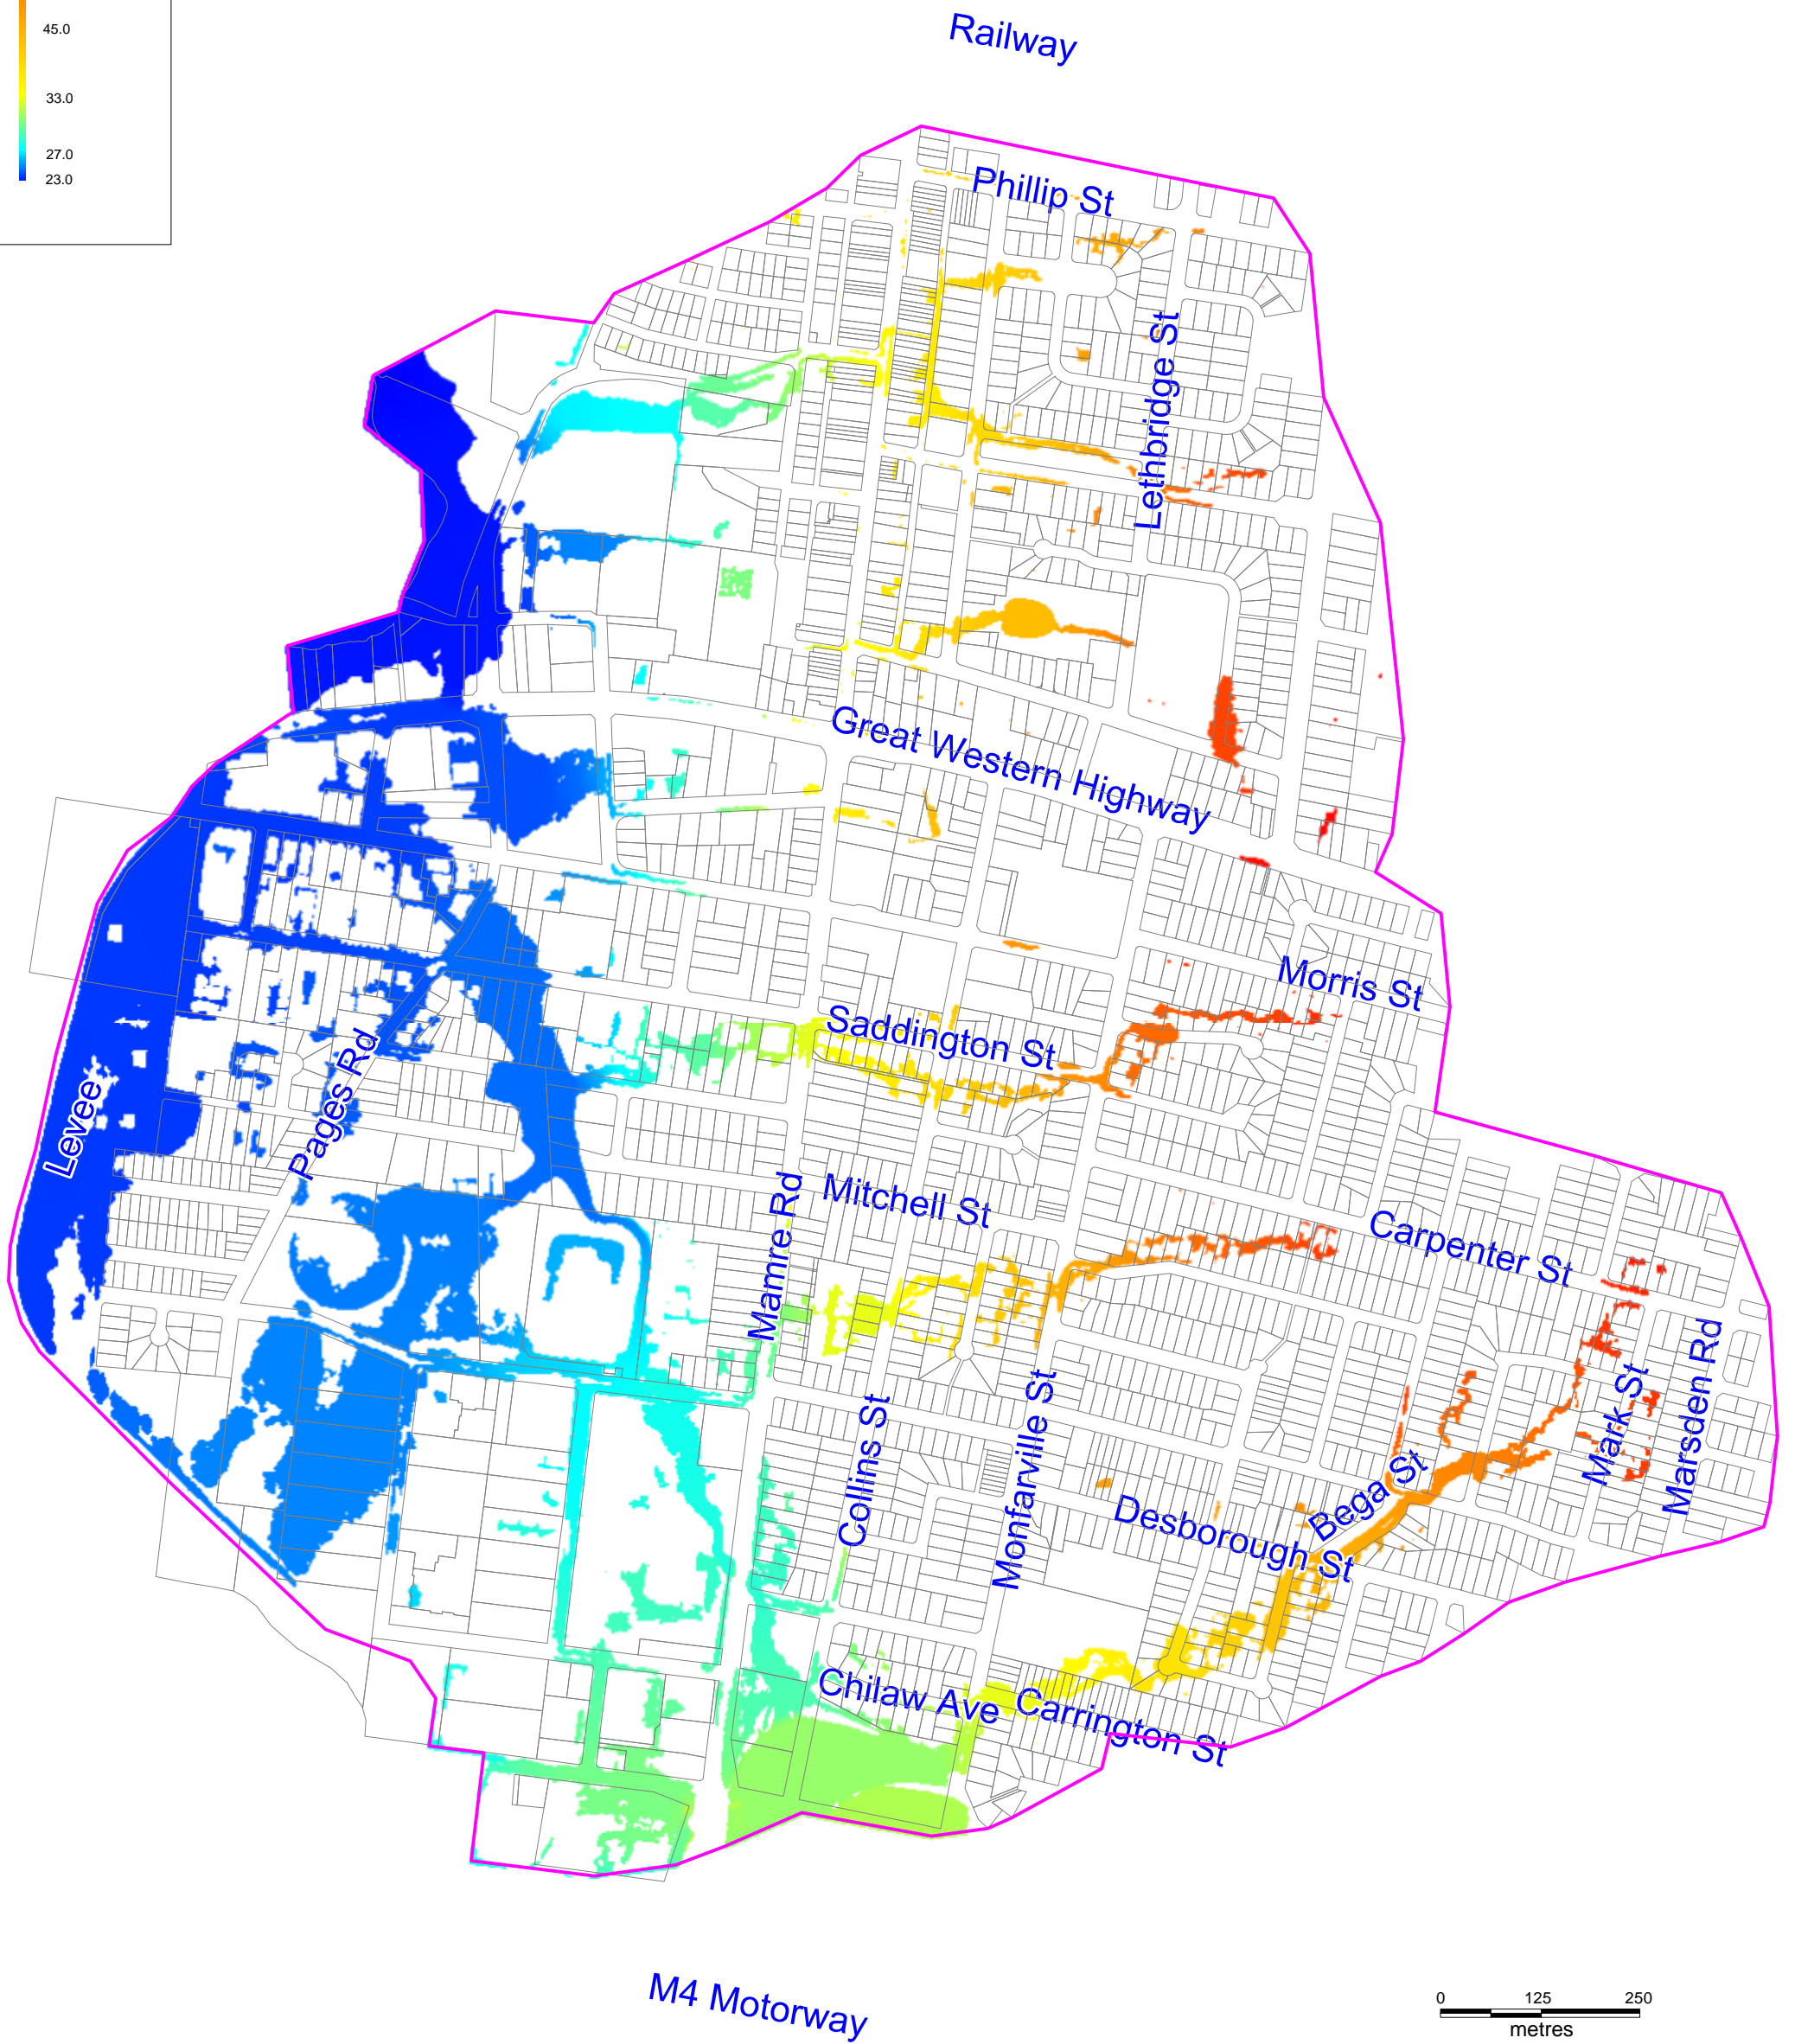 Railway
45.0
33.0
27.0
23.0
Phillip St
Lethbridge St
Great Western Highway
Morris St
Saddington St
Levee
Pages Rd
Mamre Rd
Mitchell St
Carpenter St
Mark St
Marsden Rd
Collins St
Monfarville St
Bega St
Desborough St
Chilaw Ave
Carrington St
M4 Motorway
0 125 250
metres